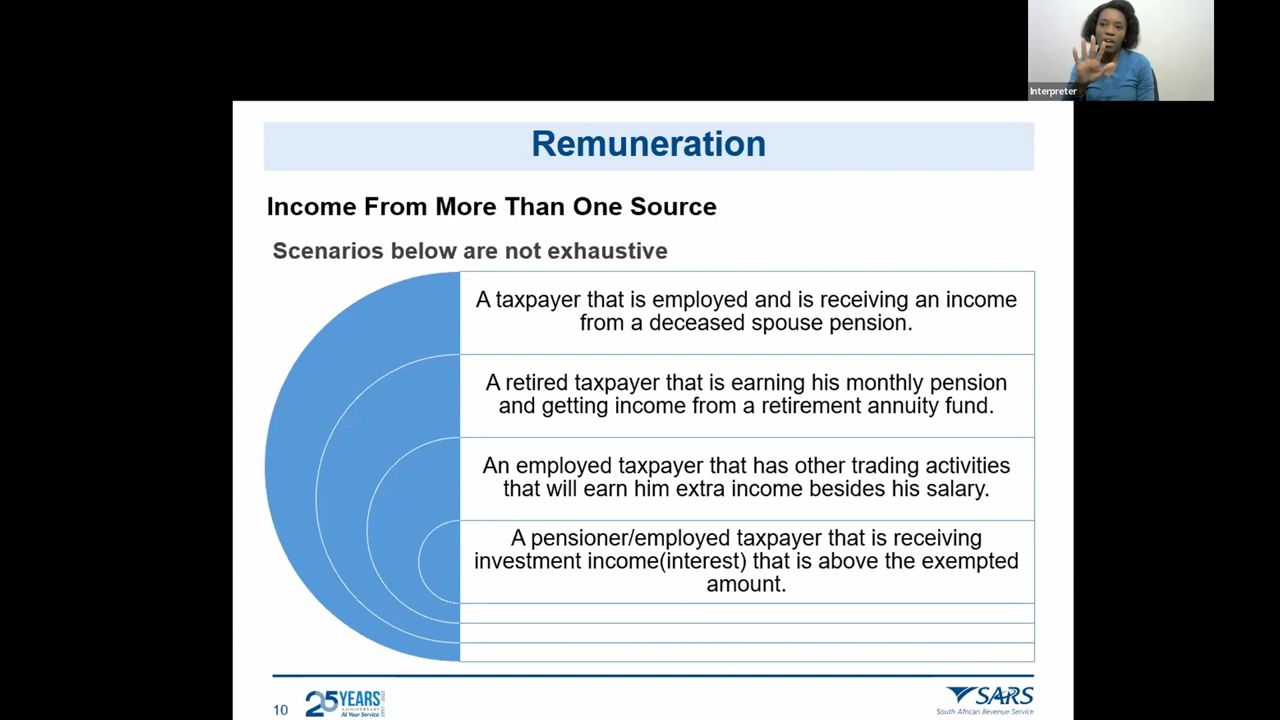 Interpreter
Remuneration
Income From More Than One Source
Scenarios below are not exhaustive
A taxpayer that is employed and is receiving an income
from a deceased spouse pension.
A retired taxpayer that is earning his monthly pension
and getting income from a retirement annuity fund.
An employed taxpayer that has other trading activities
that will earn him extra income besides his salary.
A pensioner/employed taxpayer that is receiving
investment income(interest) that is above the exempted
amount.
10
25 YEARS
ANNIVERSARY
At Your Service
SARS
South African Revenue Service